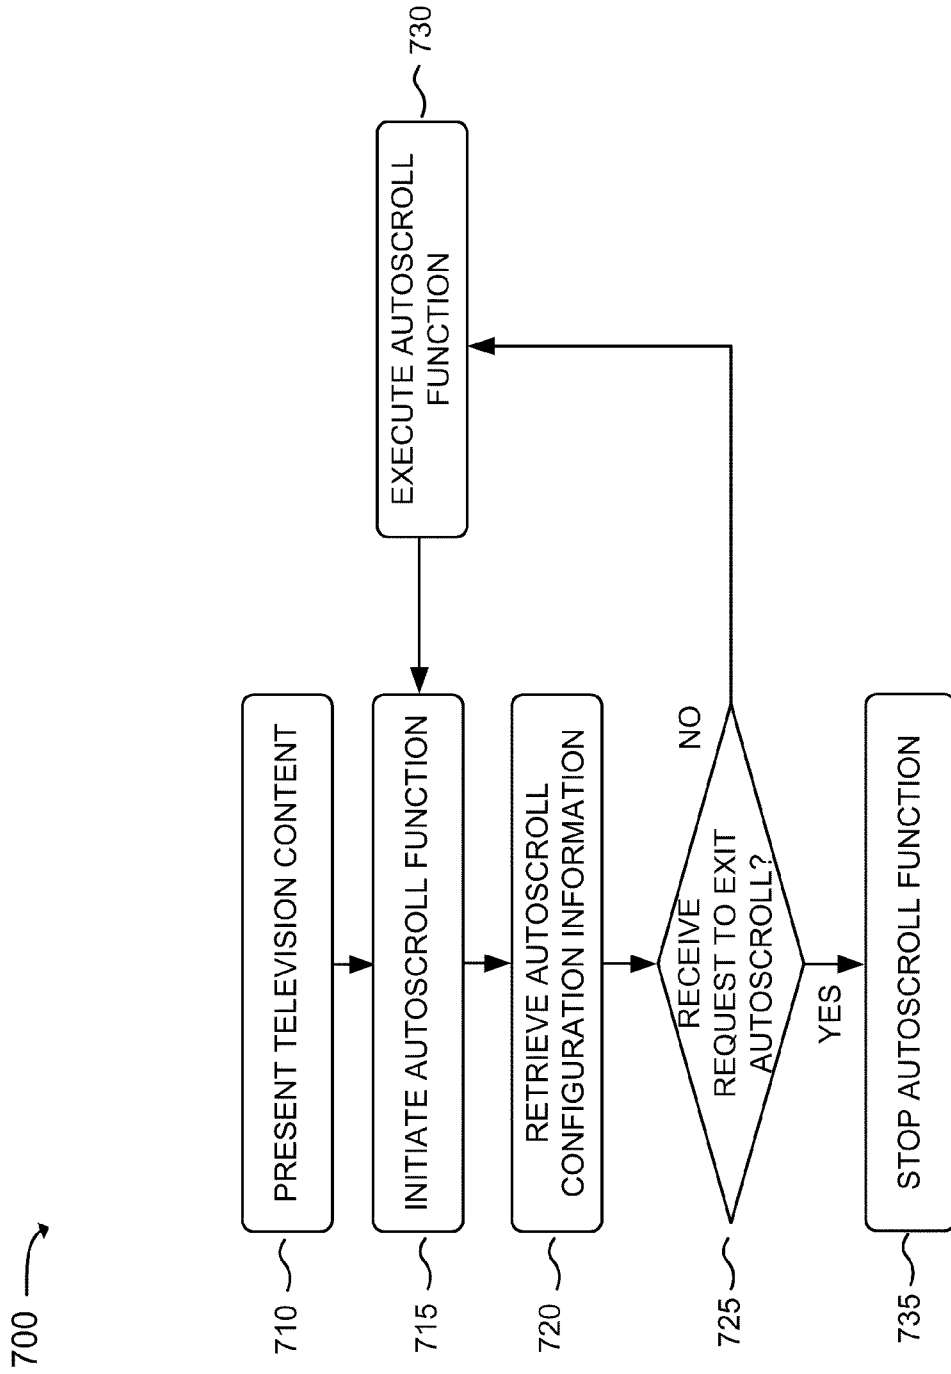 700
PRESENT TELEVISION CONTENT
710
INITIATE AUTOSCROLL FUNCTION
715
EXECUTE AUTOSCROLL
FUNCTION
730
RETRIEVE AUTOSCROLL
CONFIGURATION INFORMATION
720
RECEIVE
REQUEST TO EXIT
AUTOSCROLL?
725
NO
YES
STOP AUTOSCROLL FUNCTION
735